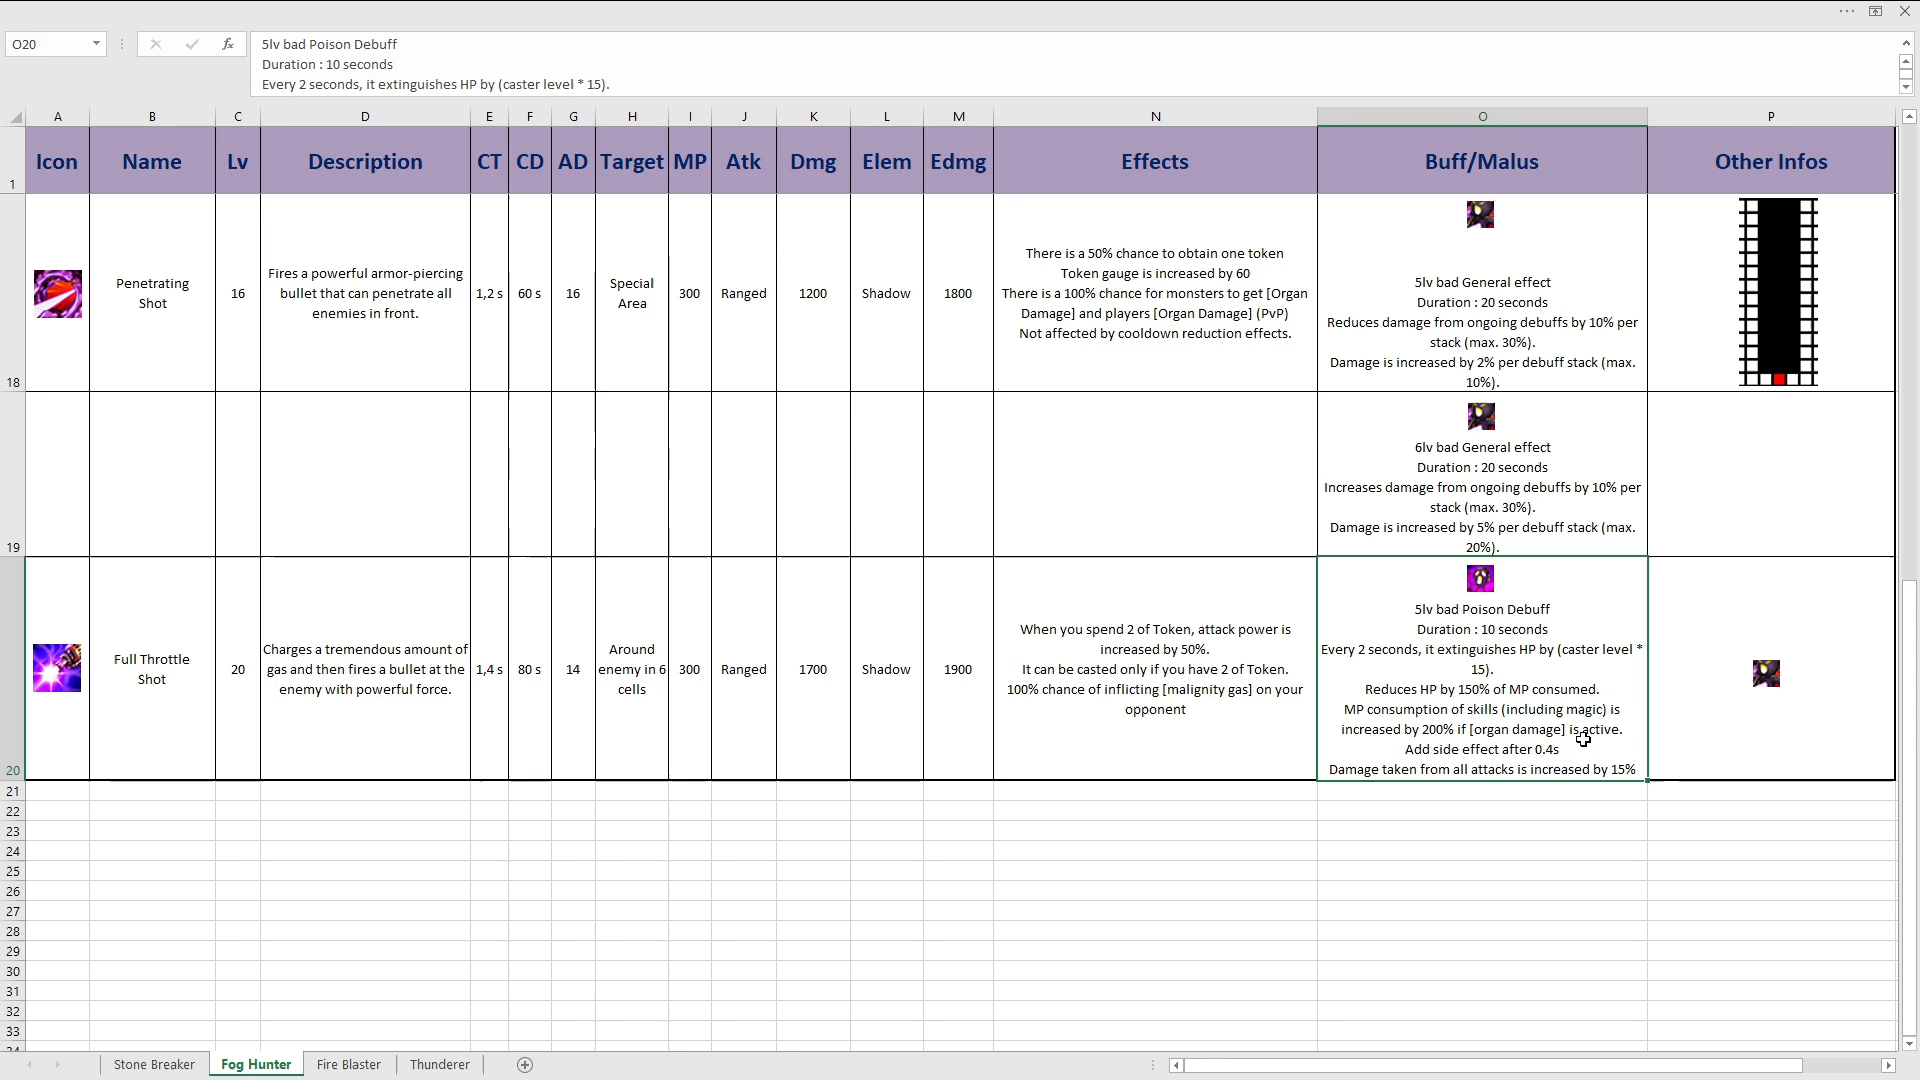 O20
fx
5lv bad Poison Debuff
Duration : 10 seconds
Every 2 seconds, it extinguishes HP by (caster level * 15).
A B C D E F G H I J K L M N O P
1
Icon Name Lv Description CT CD AD Target MP Atk Dmg Elem Edmg Effects Buff/Malus Other Infos
18
Penetrating
Shot
16
Fires a powerful armor-piercing
bullet that can penetrate all
enemies in front.
1,2 s
60 s
16
Special
Area
300
Ranged
1200
Shadow
1800
There is a 50% chance to obtain one token
Token gauge is increased by 60
There is a 100% chance for monsters to get [Organ
Damage] and players [Organ Damage] (PvP)
Not affected by cooldown reduction effects.
5lv bad General effect
Duration : 20 seconds
Reduces damage from ongoing debuffs by 10% per
stack (max. 30%).
Damage is increased by 2% per debuff stack (max.
10%).
19
6lv bad General effect
Duration : 20 seconds
Increases damage from ongoing debuffs by 10% per
stack (max. 30%).
Damage is increased by 5% per debuff stack (max.
20%).
20
Full Throttle
Shot
20
Charges a tremendous amount of
gas and then fires a bullet at the
enemy with powerful force.
1,4 s
80 s
14
Around
enemy in 6
cells
300
Ranged
1700
Shadow
1900
When you spend 2 of Token, attack power is
increased by 50%.
It can be casted only if you have 2 of Token.
100% chance of inflicting [malignity gas] on your
opponent
5lv bad Poison Debuff
Duration : 10 seconds
Every 2 seconds, it extinguishes HP by (caster level *
15).
Reduces HP by 150% of MP consumed.
MP consumption of skills (including magic) is
increased by 200% if [organ damage] is active.
Add side effect after 0.4s
Damage taken from all attacks is increased by 15%
21
22
23
24
25
26
27
28
29
30
31
32
33
34
Stone Breaker Fog Hunter Fire Blaster Thunderer